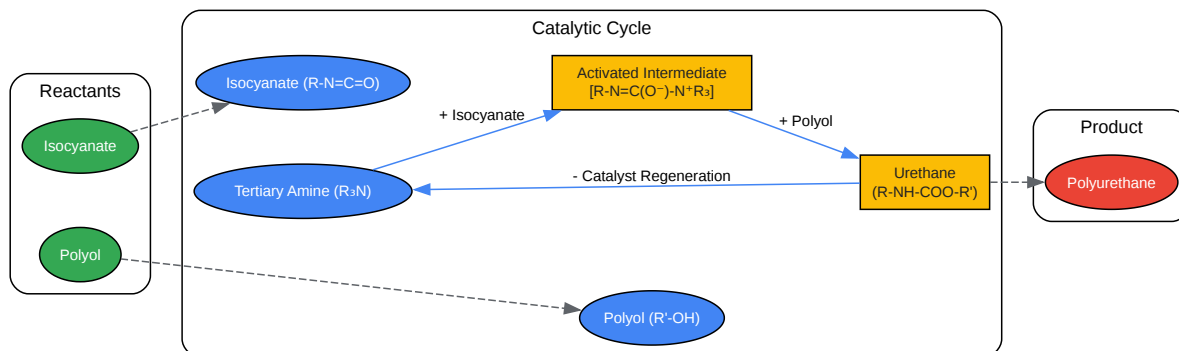 Catalytic Cycle
Reactants
Isocyanate
Polyol
Isocyanate (R-N=C=O)
Activated Intermediate
[R-N=C(O⁻)-N⁺R₃]
+ Isocyanate
+ Polyol
Tertiary Amine (R₃N)
- Catalyst Regeneration
Urethane
(R-NH-COO-R')
Polyol (R'-OH)
Product
Polyurethane